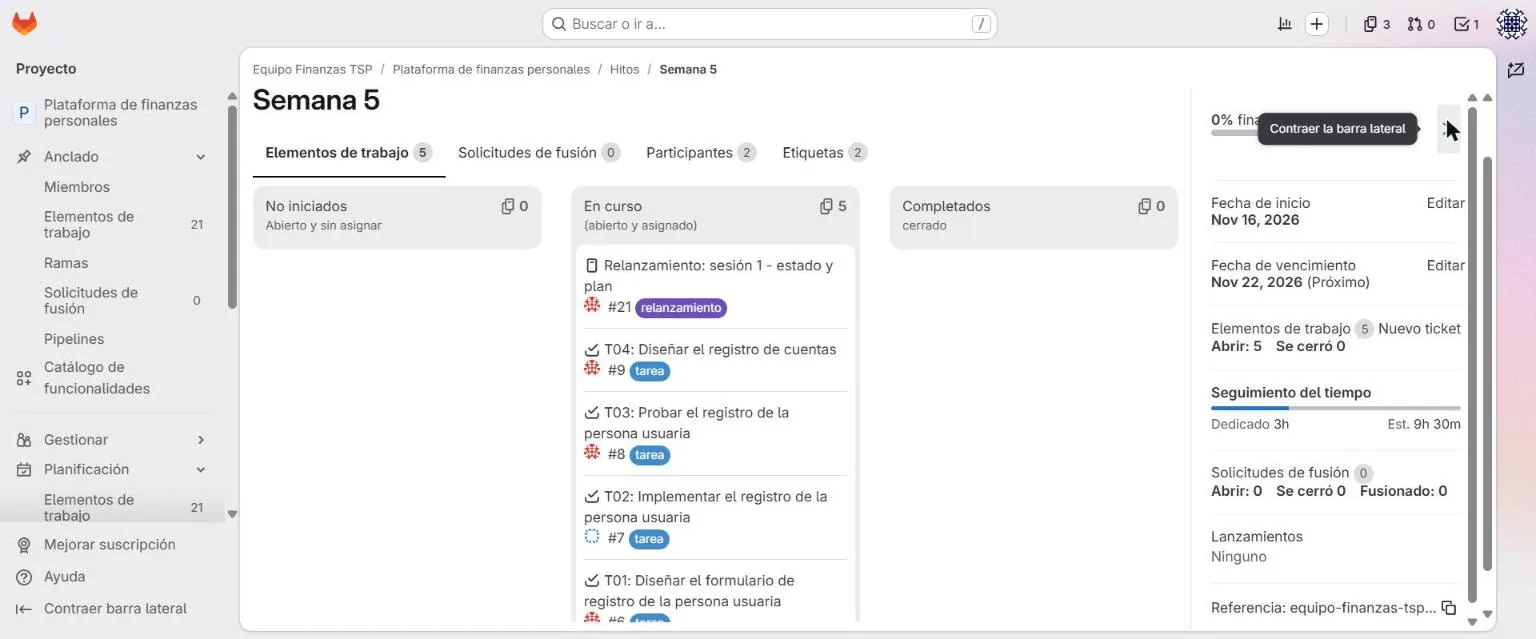 Buscar o ir a...
/
3
0
1
Proyecto
P
Plataforma de finanzas
personales
Anclado
Miembros
Elementos de
trabajo
21
Ramas
Solicitudes de
fusión
0
Pipelines
Catálogo de
funcionalidades
Gestionar
Planificación
Elementos de
trabajo
21
Mejorar suscripción
Ayuda
Contraer barra lateral
Equipo Finanzas TSP / Plataforma de finanzas personales / Hitos / Semana 5
Semana 5
Elementos de trabajo 5
Solicitudes de fusión 0
Participantes 2
Etiquetas 2
No iniciados
0
Abierto y sin asignar
En curso
5
(abierto y asignado)
Relanzamiento: sesión 1 - estado y
plan
#21 relanzamiento
T04: Diseñar el registro de cuentas
#9 tarea
T03: Probar el registro de la
persona usuaria
#8 tarea
T02: Implementar el registro de la
persona usuaria
#7 tarea
T01: Diseñar el formulario de
registro de la persona usuaria
#6 tarea
Completados
0
cerrado
0%
Contraer la barra lateral
Fecha de inicio
Editar
Nov 16, 2026
Fecha de vencimiento
Editar
Nov 22, 2026 (Próximo)
Elementos de trabajo 5 Nuevo ticket
Abrir: 5 Se cerró 0
Seguimiento del tiempo
Dedicado 3h
Est. 9h 30m
Solicitudes de fusión 0
Abrir: 0 Se cerró 0 Fusionado: 0
Lanzamientos
Ninguno
Referencia: equipo-finanzas-tsp...